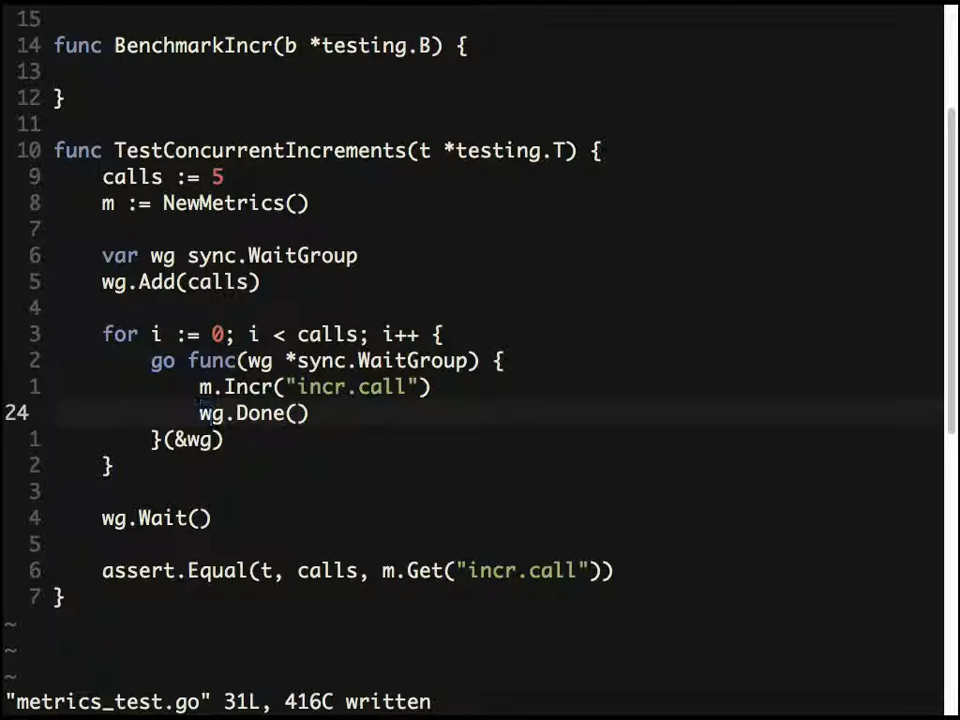 15
14 func BenchmarkIncr(b *testing.B) {
13
12 }
11
10 func TestConcurrentIncrements(t *testing.T) {
9     calls := 5
8     m := NewMetrics()
7
6     var wg sync.WaitGroup
5     wg.Add(calls)
4
3     for i := 0; i < calls; i++ {
2         go func(wg *sync.WaitGroup) {
1             m.Incr("incr.call")
24             wg.Done()
1         }(&wg)
2     }
3
4     wg.Wait()
5
6     assert.Equal(t, calls, m.Get("incr.call"))
7 }
~
~
~
"metrics_test.go" 31L, 416C written